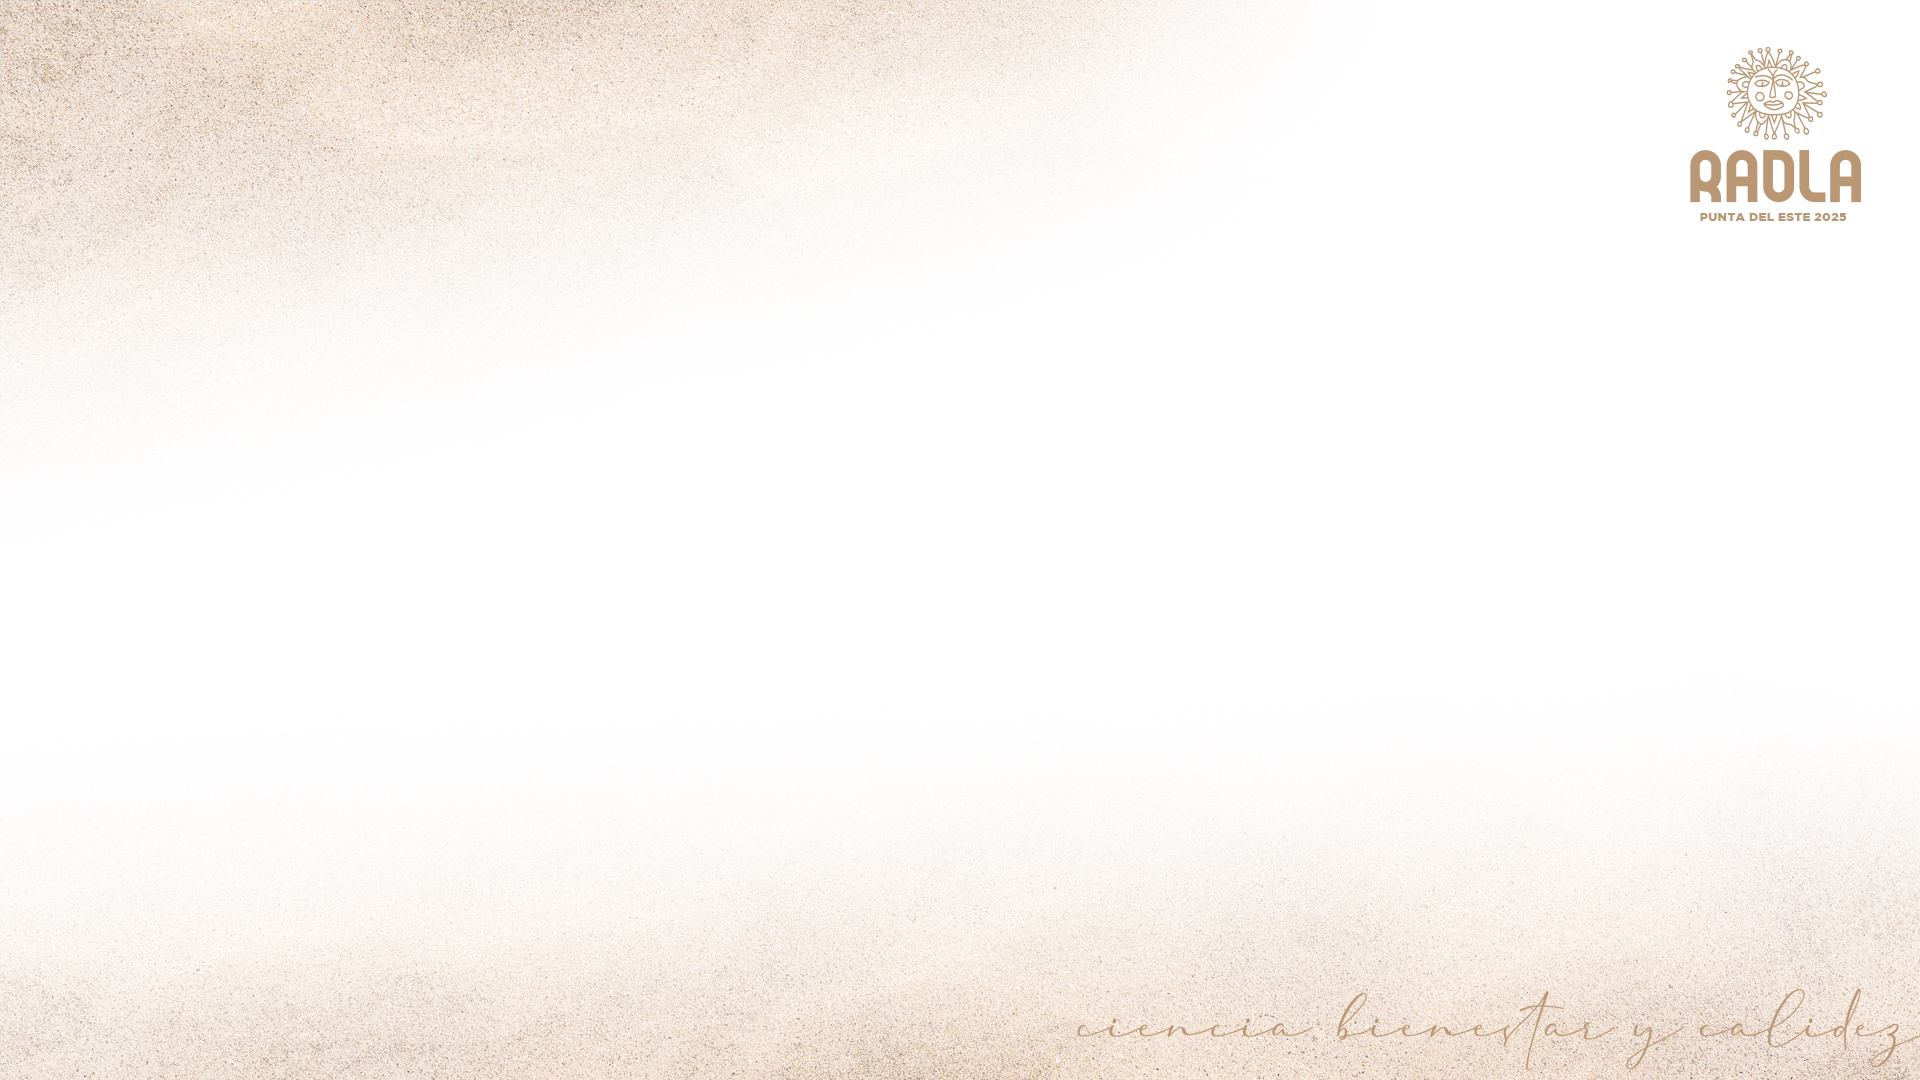 RADLA
PUNTA DEL ESTE 2025
ciencia, bienestar y calidez